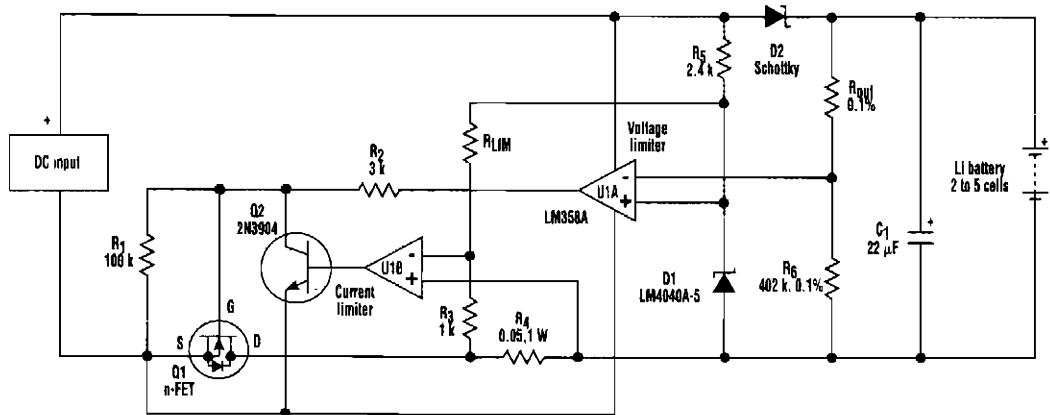 +
DC input
R2
3 k
RLIM
R5
2.4 k
D2
Schottky
Rout
0.1%
Voltage
limiter
-
+
U1A
LM358A
Li battery
2 to 5 cells
+
Q2
2N3904
R1
100 k
U1B
-
+
Current
limiter
R3
1 k
R4
0.05,1 W
D1
LM4040A-5
R6
402 k. 0.1%
C1
22 µF
+
G
S
D
Q1
n-FET